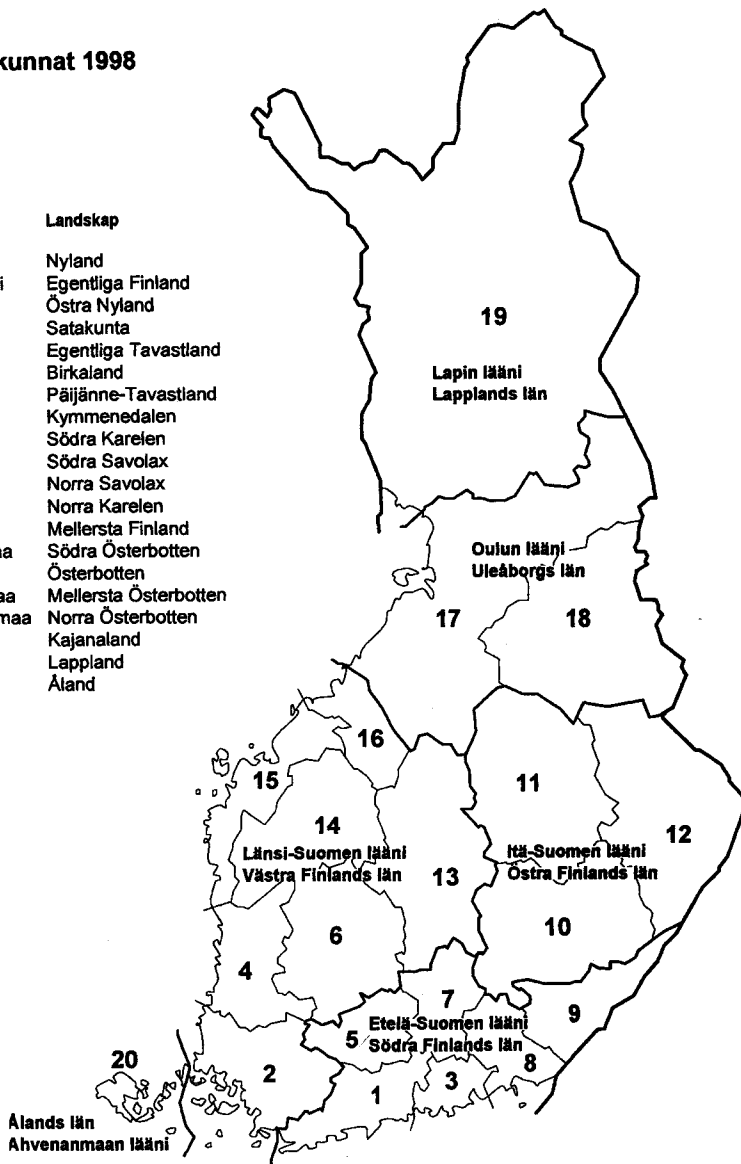 kunnat 1998
Landskap
Nyland
i Egentliga Finland
Östra Nyland
Satakunta
Egentliga Tavastland
Birkaland
Päijänne-Tavastland
Kymmenedalen
Södra Karelen
Södra Savolax
Norra Savolax
Norra Karelen
Mellersta Finland
aa Södra Österbotten
Österbotten
aa Mellersta Österbotten
maa Norra Österbotten
Kajanaland
Lappland
Åland
19
Lapin lääni
Lapplands län
Oulun lääni
Uleåborgs län
17
18
16
15
11
14
12
Länsi-Suomen lääni
Västra Finlands län
Itä-Suomen lääni
Östra Finlands län
13
6
10
4
7
9
5
Etelä-Suomen lääni
Södra Finlands län
20
2
8
3
1
Ålands län
Ahvenanmaan lääni